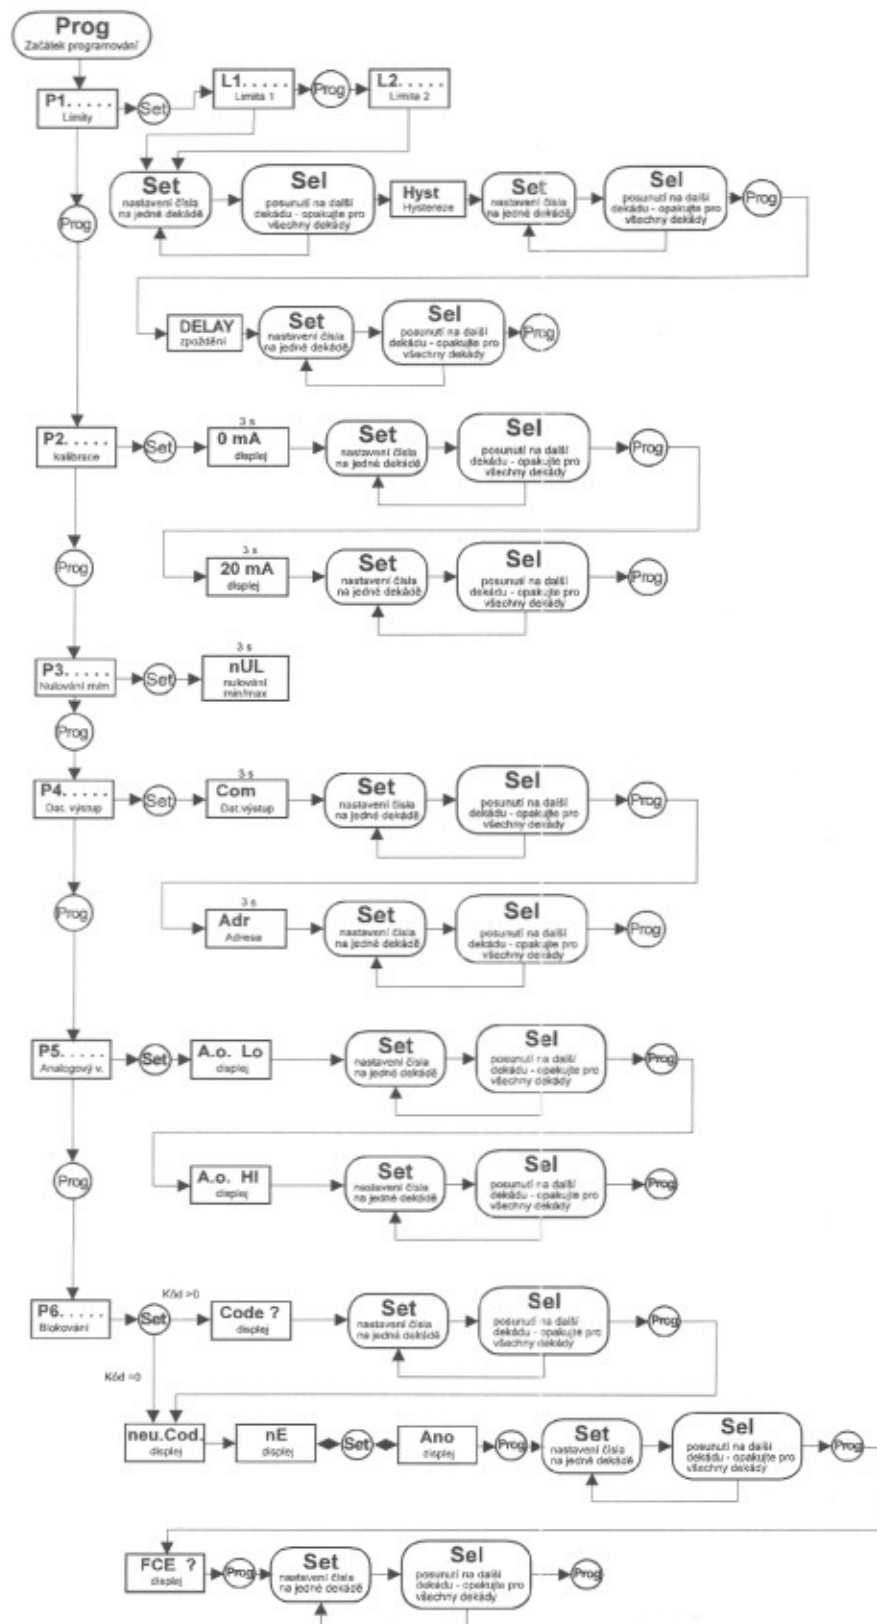 Prog
Začátek programování
P1. . . . .
Limity
Set
L1. . . . .
Limita 1
Prog
L2. . . . .
Limita 2
Set
nastavení čísla
na jedné dekádě
Sel
posunutí na další
dekádu - opakujte pro
všechny dekády
Hyst
Hystereze
Set
nastavení čísla
na jedné dekádě
Sel
posunutí na další
dekádu - opakujte pro
všechny dekády
Prog
Prog
DELAY
zpoždění
Set
nastavení čísla
na jedné dekádě
Sel
posunutí na další
dekádu - opakujte pro
všechny dekády
Prog
P2. . . . .
kalibrace
Set
3 s
0 mA
displej
Set
nastavení čísla
na jedné dekádě
Sel
posunutí na další
dekádu - opakujte pro
všechny dekády
Prog
Prog
3 s
20 mA
displej
Set
nastavení čísla
na jedné dekádě
Sel
posunutí na další
dekádu - opakujte pro
všechny dekády
Prog
P3. . . . .
Nulování mm
Set
3 s
nUL
nulování
min/max
Prog
P4. . . . .
Dat. výstup
Set
3 s
Com
Dat.výstup
Set
nastavení čísla
na jedné dekádě
Sel
posunutí na další
dekádu - opakujte pro
všechny dekády
Prog
Prog
3 s
Adr
Adresa
Set
nastavení čísla
na jedné dekádě
Sel
posunutí na další
dekádu - opakujte pro
všechny dekády
Prog
P5. . . . .
Analogový v.
Set
A.o. Lo
displej
Set
nastavení čísla
na jedné dekádě
Sel
posunutí na další
dekádu - opakujte pro
všechny dekády
Prog
Prog
A.o. HI
displej
Set
nastavení čísla
na jedné dekádě
Sel
posunutí na další
dekádu - opakujte pro
všechny dekády
Prog
P6. . . . .
Blokování
Set
Kód >0
Code ?
displej
Set
nastavení čísla
na jedné dekádě
Sel
posunutí na další
dekádu - opakujte pro
všechny dekády
Prog
Kód =0
neu.Cod.
displej
nE
displej
Set
Ano
displej
Prog
Set
nastavení čísla
na jedné dekádě
Sel
posunutí na další
dekádu - opakujte pro
všechny dekády
Prog
FCE ?
displej
Prog
Set
nastavení čísla
na jedné dekádě
Sel
posunutí na další
dekádu - opakujte pro
všechny dekády
Prog